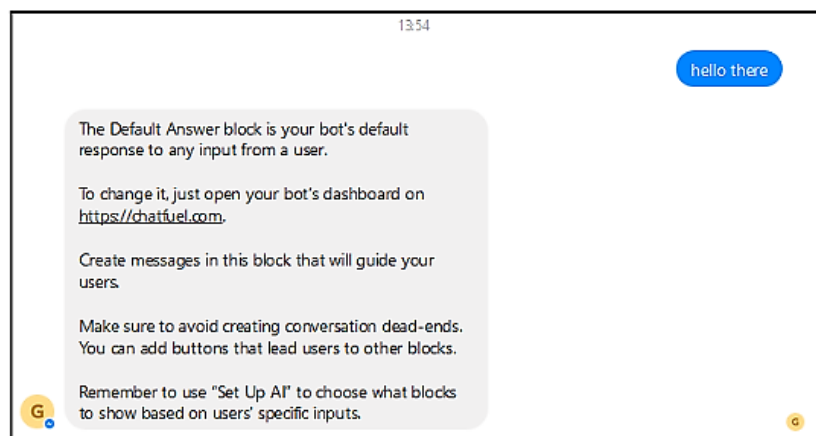 13:54
hello there
The Default Answer block is your bot's default
response to any input from a user.
To change it, just open your bot's dashboard on
https://chatfuel.com.
Create messages in this block that will guide your
users.
Make sure to avoid creating conversation dead-ends.
You can add buttons that lead users to other blocks.
Remember to use "Set Up AI" to choose what blocks
to show based on users' specific inputs.
G
G